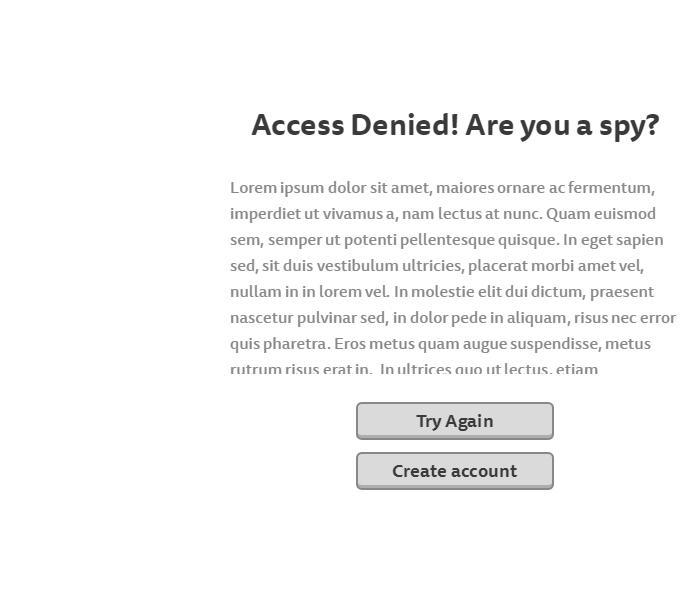 Access Denied! Are you a spy?
Lorem ipsum dolor sit amet, maiores ornare ac fermentum,
imperdiet ut vivamus a, nam lectus at nunc. Quam euismod
sem, semper ut potenti pellentesque quisque. In eget sapien
sed, sit duis vestibulum ultricies, placerat morbi amet vel,
nullam in in lorem vel. In molestie elit dui dictum, praesent
nascetur pulvinar sed, in dolor pede in aliquam, risus nec error
quis pharetra. Eros metus quam augue suspendisse, metus
rutrum risus erat in. In ultrices quo ut lectus, etiam
Try Again
Create account